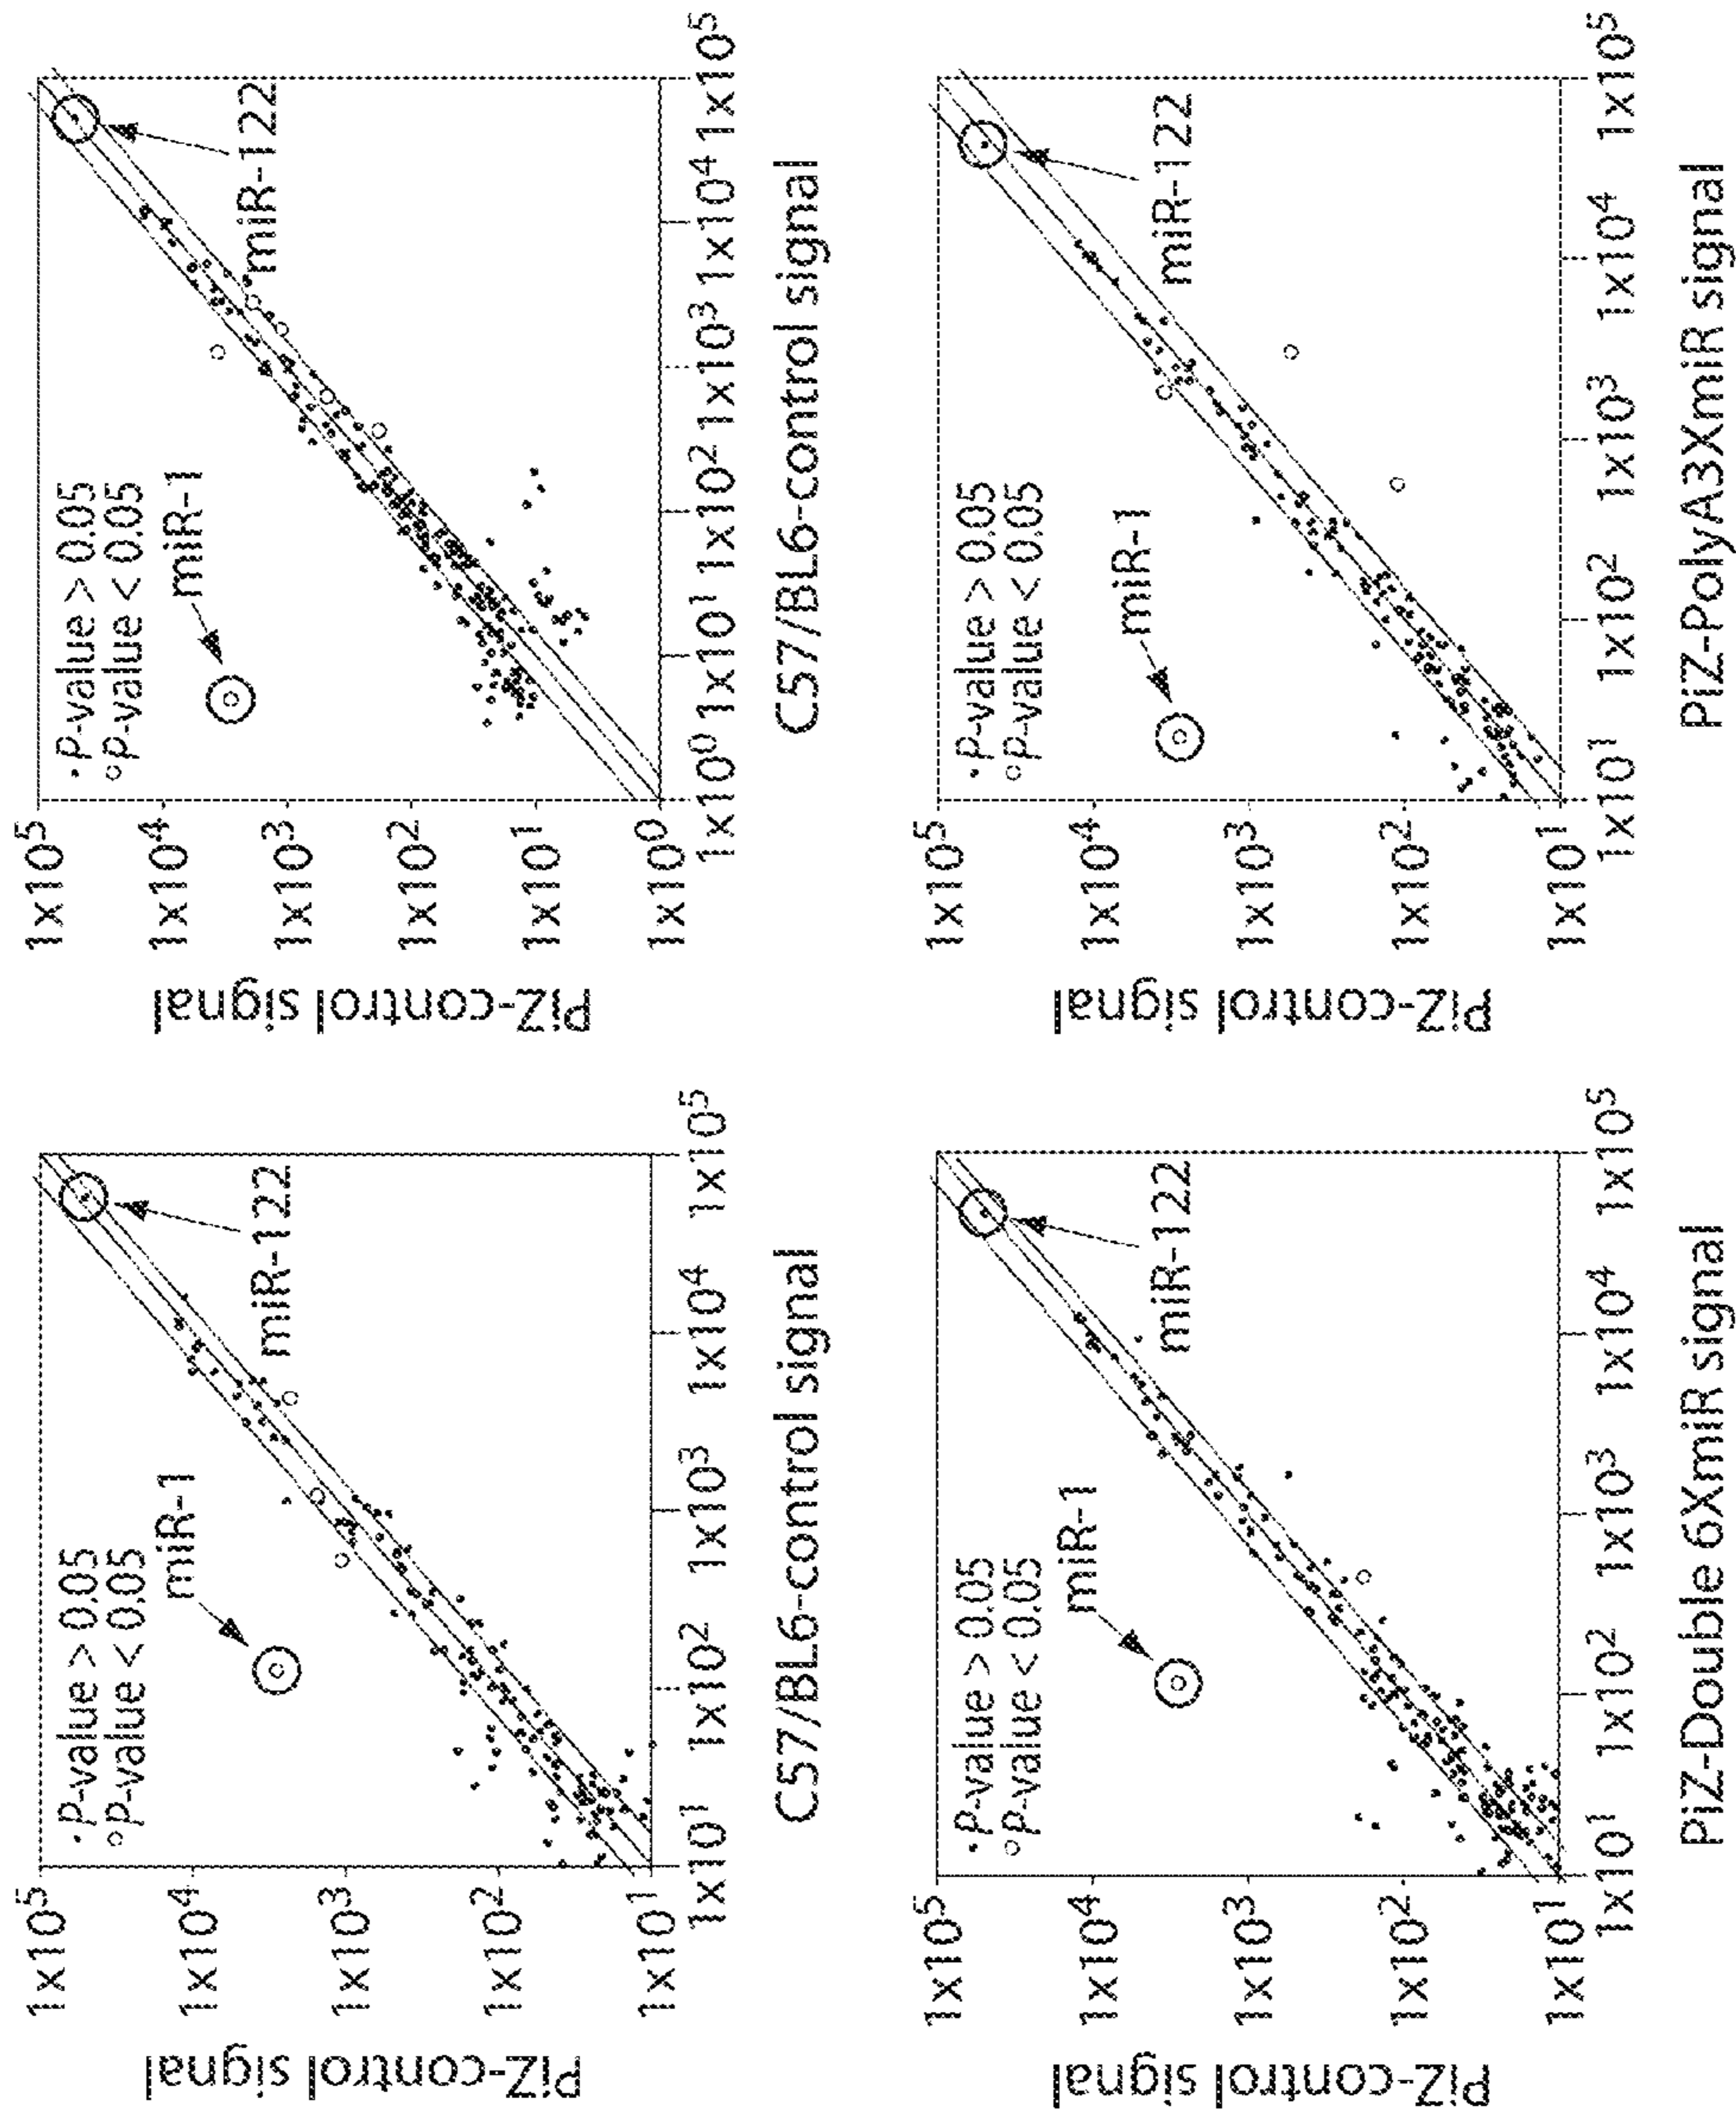 PiZ-control signal
1x10⁵
1x10⁴
1x10³
1x10²
1x10¹
P-value > 0.05
P-value < 0.05
miR-1
miR-122
1x10¹ 1x10² 1x10³ 1x10⁴ 1x10⁵
C57/BL6-control signal
PiZ-control signal
1x10⁵
1x10⁴
1x10³
1x10²
1x10¹
1x10⁰
P-value > 0.05
P-value < 0.05
miR-1
miR-122
1x10⁰ 1x10¹ 1x10² 1x10³ 1x10⁴ 1x10⁵
C57/BL6-control signal
PiZ-control signal
1x10⁵
1x10⁴
1x10³
1x10²
1x10¹
P-value > 0.05
P-value < 0.05
miR-1
miR-122
1x10¹ 1x10² 1x10³ 1x10⁴ 1x10⁵
PiZ-Double 6XmiR signal
PiZ-control signal
1x10⁵
1x10⁴
1x10³
1x10²
1x10¹
P-value > 0.05
P-value < 0.05
miR-1
miR-122
1x10¹ 1x10² 1x10³ 1x10⁴ 1x10⁵
PiZ-PolyA3XmiR signal